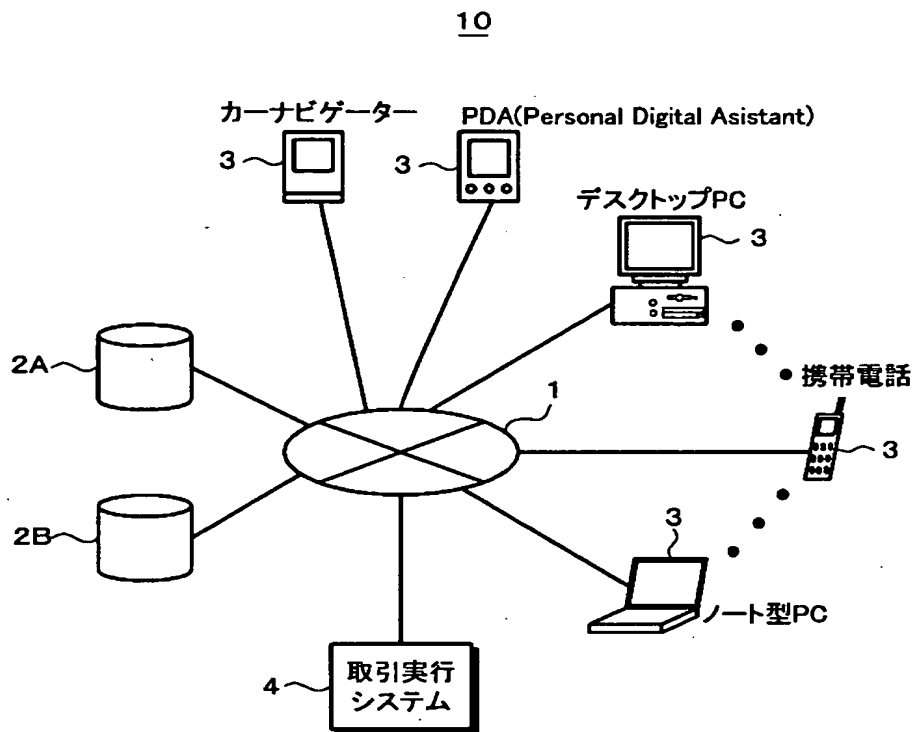 10
カーナビゲーター
PDA(Personal Digital Asistant)
3
3
デスクトップPC
3
2A
1
携帯電話
3
2B
3
ノート型PC
4
取引実行
システム